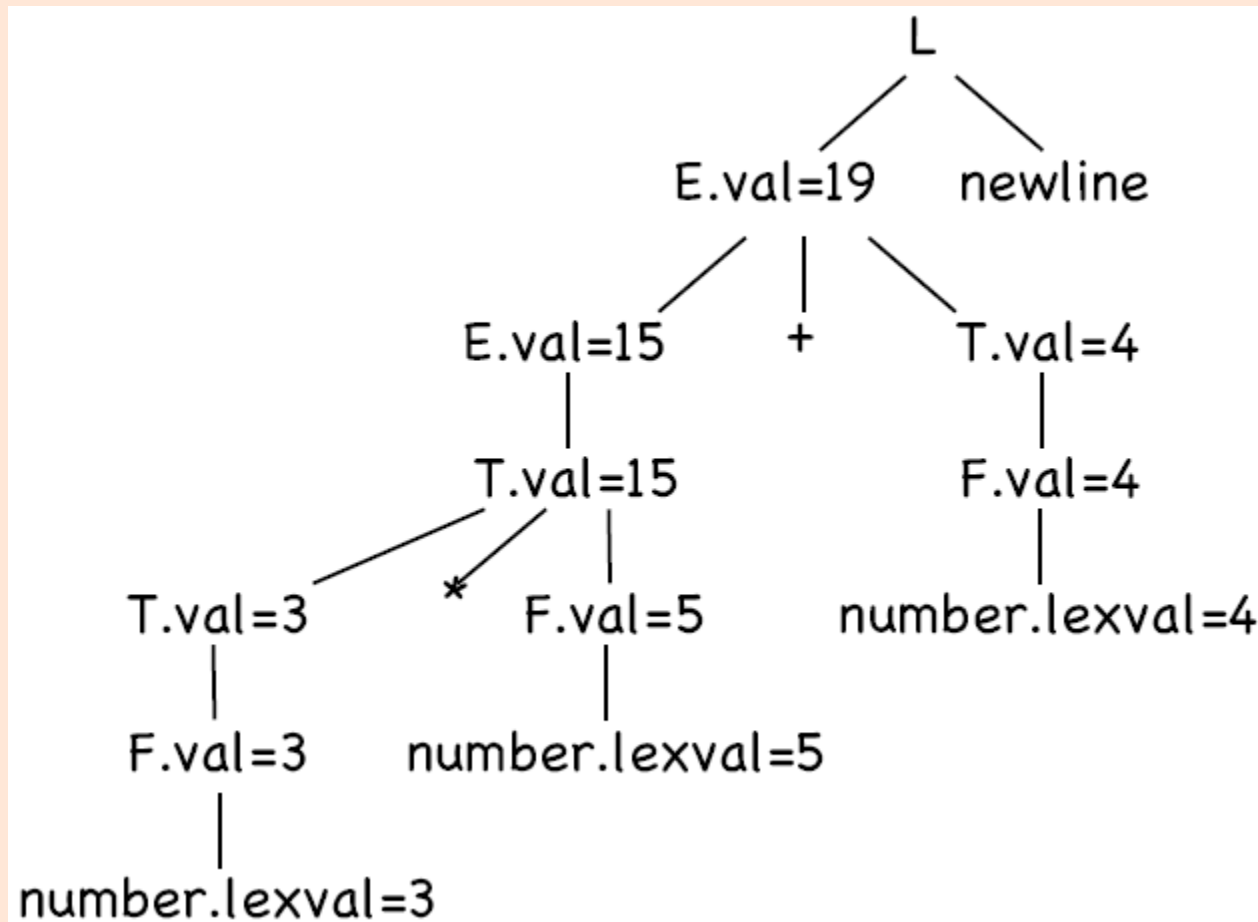 L
E.val=19 newline
E.val=15 + T.val=4
T.val=15 F.val=4
T.val=3 * F.val=5 number.lexval=4
F.val=3 number.lexval=5
number.lexval=3